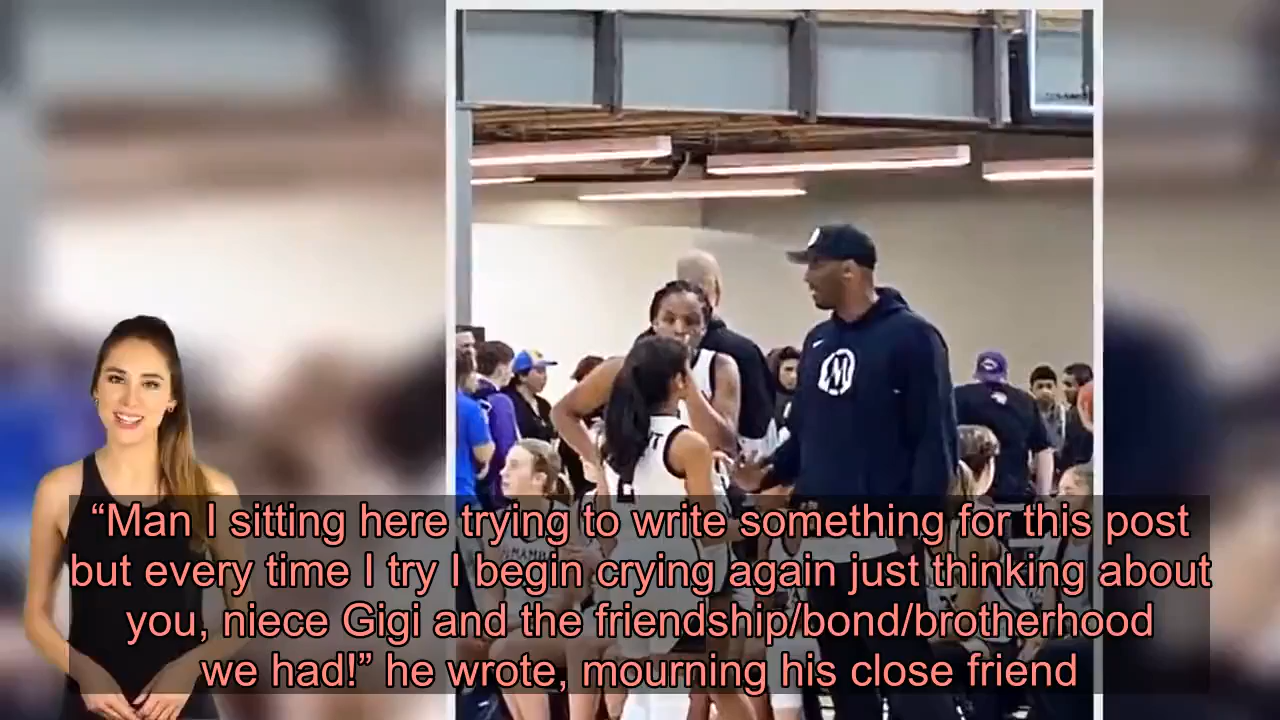 M
MAMBA
“Man I sitting here trying to write something for this post
but every time I try I begin crying again just thinking about
you, niece Gigi and the friendship/bond/brotherhood
we had!” he wrote, mourning his close friend